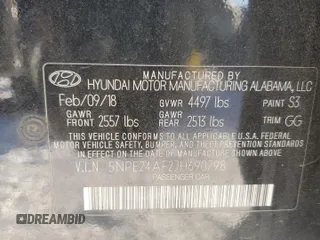 HYUNDAI MOTOR MANUFACTURING ALABAMA, LLC
Feb/09/18 GVWR 4497 lbs PAINT S3
GAWR FRONT 2557 lbs GAWR REAR 2513 lbs TRIM GG
THIS VEHICLE CONFORMS TO ALL APPLICABLE
FEDERAL MOTOR VEHICLE SAFETY, BUMPER, AND
THEFT PREVENTION STANDARDS IN EFFECT ON THE
DATE OF MANUFACTURE SHOWN ABOVE.
V.I.N
PASSENGER CAR
DREAMBID